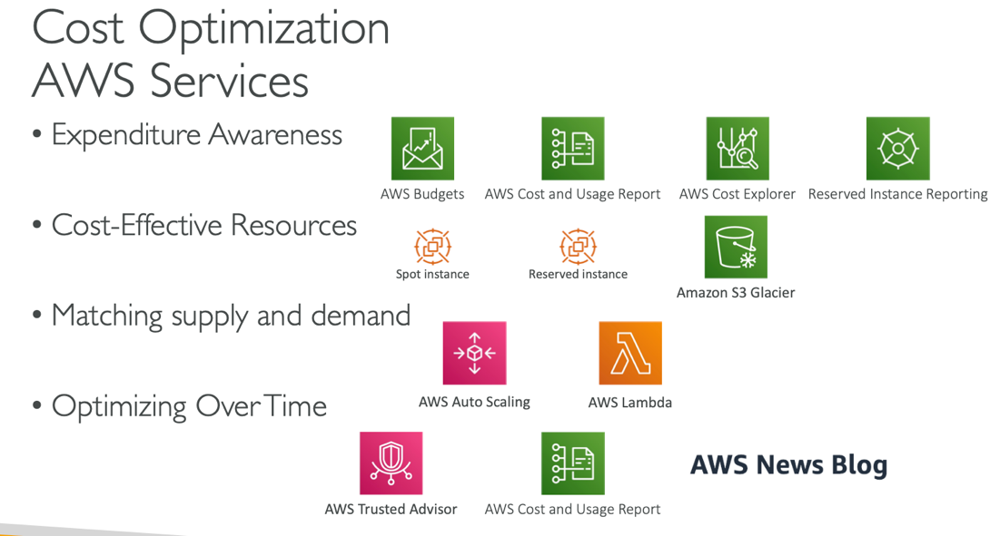 Cost Optimization
AWS Services
• Expenditure Awareness
AWS Budgets
AWS Cost and Usage Report
AWS Cost Explorer
Reserved Instance Reporting
• Cost-Effective Resources
Spot instance
Reserved instance
Amazon S3 Glacier
• Matching supply and demand
AWS Auto Scaling
AWS Lambda
• Optimizing Over Time
AWS Trusted Advisor
AWS Cost and Usage Report
AWS News Blog